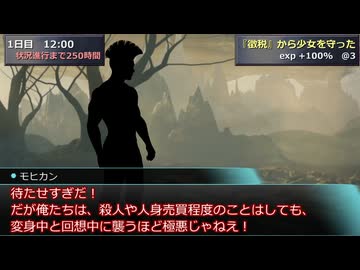 1日目　12:00
状況進行まで250時間
『徴税』から少女を守った
exp +100%　@3
モヒカン
待たせすぎだ！
だが俺たちは、殺人や人身売買程度のことはしても、
変身中と回想中に襲うほど極悪じゃねえ！